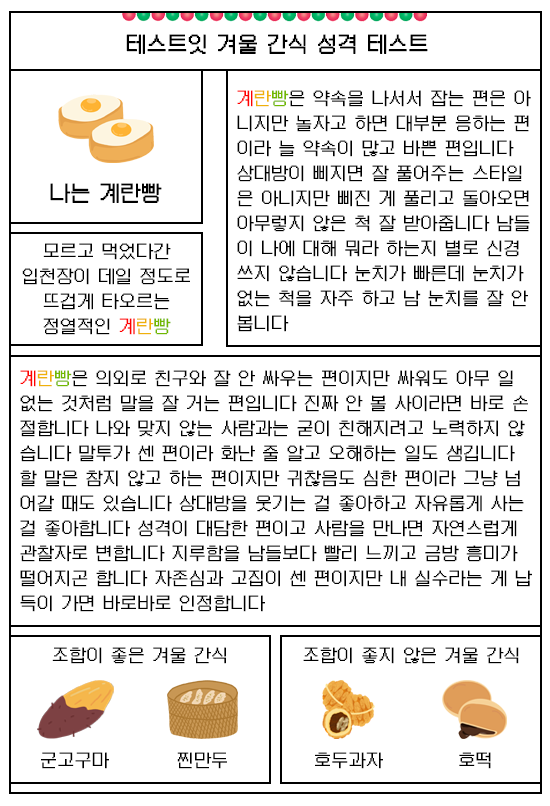 테스트잇 겨울 간식 성격 테스트
나는 계란빵
모르고 먹었다간
입천장이 데일 정도로
뜨겁게 타오르는
정열적인 계란빵
계란빵은 약속을 나서서 잡는 편은 아
니지만 놀자고 하면 대부분 응하는 편
이라 늘 약속이 많고 바쁜 편입니다
상대방이 삐지면 잘 풀어주는 스타일
은 아니지만 삐진 게 풀리고 돌아오면
아무렇지 않은 척 잘 받아줍니다 남들
이 나에 대해 뭐라 하는지 별로 신경
쓰지 않습니다 눈치가 빠른데 눈치가
없는 척을 자주 하고 남 눈치를 잘 안
봅니다
계란빵은 의외로 친구와 잘 안 싸우는 편이지만 싸워도 아무 일
없는 것처럼 말을 잘 거는 편입니다 진짜 안 볼 사이라면 바로 손
절합니다 나와 맞지 않는 사람과는 굳이 친해지려고 노력하지 않
습니다 말투가 센 편이라 화난 줄 알고 오해하는 일도 생깁니다
할 말은 참지 않고 하는 편이지만 귀찮음도 심한 편이라 그냥 넘
어갈 때도 있습니다 상대방을 웃기는 걸 좋아하고 자유롭게 사는
걸 좋아합니다 성격이 대담한 편이고 사람을 만나면 자연스럽게
관찰자로 변합니다 지루함을 남들보다 빨리 느끼고 금방 흥미가
떨어지곤 합니다 자존심과 고집이 센 편이지만 내 실수라는 게 납
득이 가면 바로바로 인정합니다
조합이 좋은 겨울 간식
군고구마
찐만두
조합이 좋지 않은 겨울 간식
호두과자
호떡